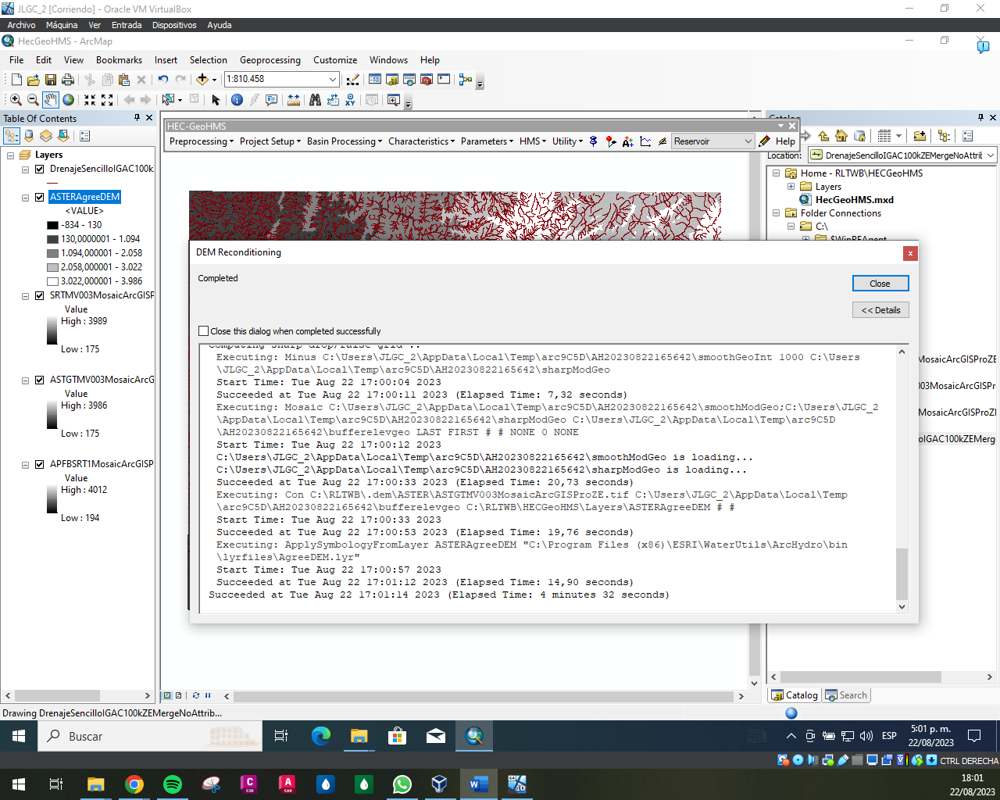 JLGC_2 [Corriendo] - Oracle VM VirtualBox
Archivo Máquina Ver Entrada Dispositivos Ayuda
HecGeoHMS - ArcMap
File Edit View Bookmarks Insert Selection Geoprocessing Customize Windows Help
1:810.458
Table Of Contents
HEC-GeoHMS
Preprocessing Project Setup Basin Processing Characteristics Parameters HMS Utility Reservoir Help
Location: DrenajeSencilloIGAC100kZEMergeNoAttrib
Layers
DrenajeSencilloIGAC100k
ASTERAgreeDEM
<VALUE>
-834 - 130
130,0000001 - 1.094
1.094,000001 - 2.058
2.058,000001 - 3.022
3.022,000001 - 3.986
SRTMV003MosaicArcGISP
Value
High : 3989
Low : 175
ASTGTMV003MosaicArcG
Value
High : 3986
Low : 175
APFBSRT1MosaicArcGISP
Value
High : 4012
Low : 194
Home - RLTWB\HECGeoHMS
Layers
HecGeoHMS.mxd
Folder Connections
C:\
$WinREAgent
MosaicArcGISProZE
003MosaicArcGISPr
MosaicArcGISProZE
oIGAC100kZEMerge
DEM Reconditioning
Completed
Close
<< Details
Close this dialog when completed successfully
Computing sharp drop/raise grid ..
Executing: Minus C:\Users\JLGC_2\AppData\Local\Temp\arc9C5D\AH20230822165642\smoothGeoInt 1000 C:\Users
\JLGC_2\AppData\Local\Temp\arc9C5D\AH20230822165642\sharpModGeo
Start Time: Tue Aug 22 17:00:04 2023
Succeeded at Tue Aug 22 17:00:11 2023 (Elapsed Time: 7,32 seconds)
Executing: Mosaic C:\Users\JLGC_2\AppData\Local\Temp\arc9C5D\AH20230822165642\smoothModGeo;C:\Users\JLGC_2
\AppData\Local\Temp\arc9C5D\AH20230822165642\sharpModGeo C:\Users\JLGC_2\AppData\Local\Temp\arc9C5D
\AH20230822165642\bufferelevgeo LAST FIRST # # NONE 0 NONE
Start Time: Tue Aug 22 17:00:12 2023
C:\Users\JLGC_2\AppData\Local\Temp\arc9C5D\AH20230822165642\smoothModGeo is loading...
C:\Users\JLGC_2\AppData\Local\Temp\arc9C5D\AH20230822165642\sharpModGeo is loading...
Succeeded at Tue Aug 22 17:00:33 2023 (Elapsed Time: 20,73 seconds)
Executing: Con C:\RLTWB\.dem\ASTER\ASTGTMV003MosaicArcGISProZE.tif C:\Users\JLGC_2\AppData\Local\Temp
\arc9C5D\AH20230822165642\bufferelevgeo C:\RLTWB\HECGeoHMS\Layers\ASTERAgreeDEM # #
Start Time: Tue Aug 22 17:00:33 2023
Succeeded at Tue Aug 22 17:00:53 2023 (Elapsed Time: 19,76 seconds)
Executing: ApplySymbologyFromLayer ASTERAgreeDEM "C:\Program Files (x86)\ESRI\WaterUtils\ArcHydro\bin
\lyrfiles\AgreeDEM.lyr"
Start Time: Tue Aug 22 17:00:57 2023
Succeeded at Tue Aug 22 17:01:12 2023 (Elapsed Time: 14,90 seconds)
Succeeded at Tue Aug 22 17:01:14 2023 (Elapsed Time: 4 minutes 32 seconds)
Catalog Search
Drawing DrenajeSencilloIGAC100kZEMergeNoAttrib...
Buscar
ESP
5:01 p. m.
22/08/2023
CTRL DERECHA
18:01
22/08/2023